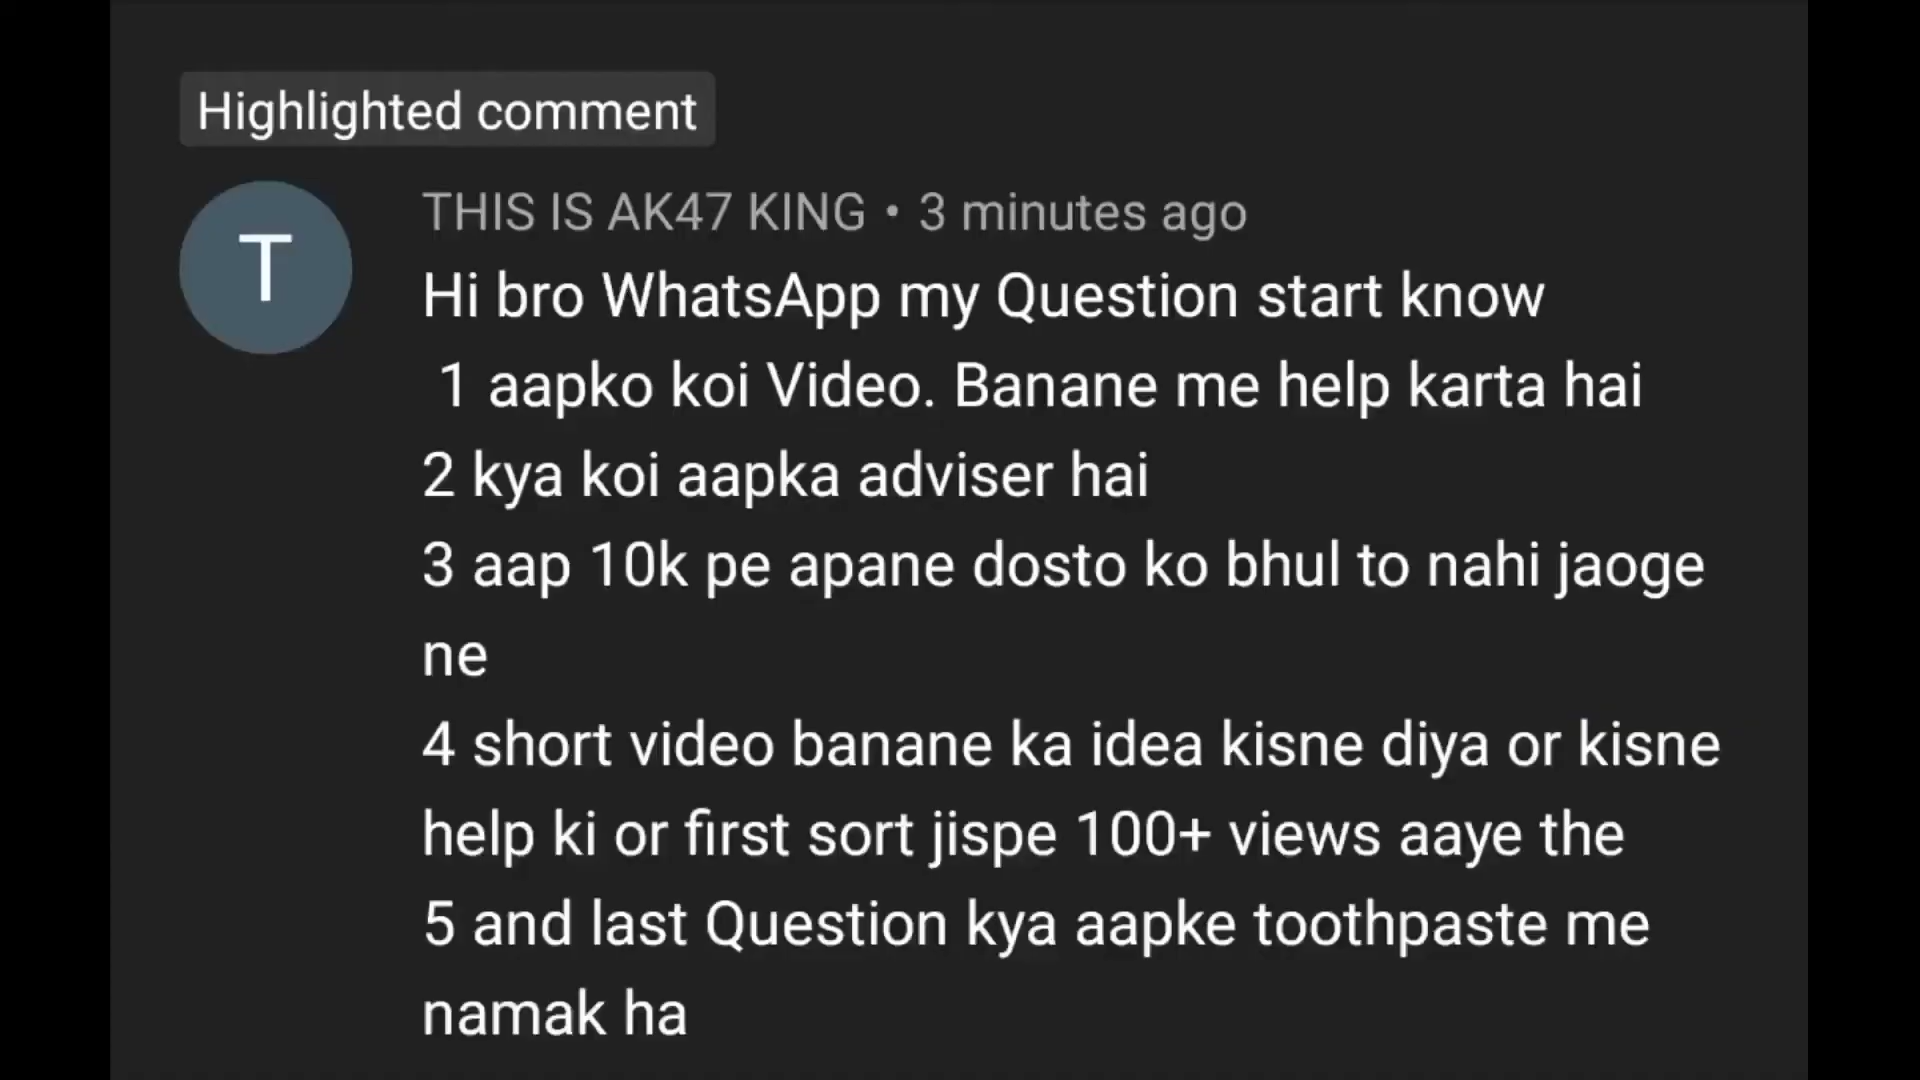 Highlighted comment
T
THIS IS AK47 KING • 3 minutes ago
Hi bro WhatsApp my Question start know
1 aapko koi Video. Banane me help karta hai
2 kya koi aapka adviser hai
3 aap 10k pe apane dosto ko bhul to nahi jaoge
ne
4 short video banane ka idea kisne diya or kisne
help ki or first sort jispe 100+ views aaye the
5 and last Question kya aapke toothpaste me
namak ha